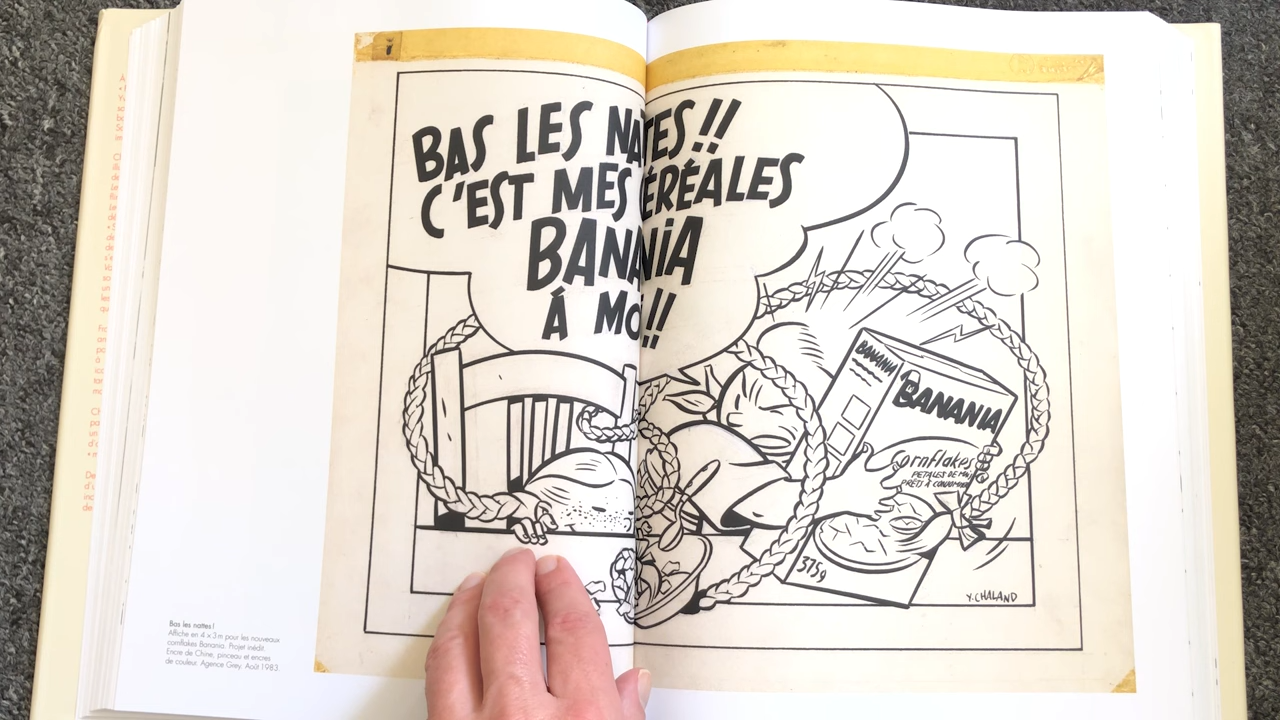 BAS LES NATTES!!
C'EST MES CÉRÉALES
BANANIA
À MOI!!
BANANIA
BANANIA
Cornflakes
PETALES DE MAÏS
PRÊTS À CONSOMMER
375g
Y. CHALAND
Bas les nattes!
Affiche en 4 x 3 m pour les nouveaux
cornflakes Banania. Projet inédit.
Encre de Chine, pinceau et encres
de couleur. Agence Grey. Août 1983.